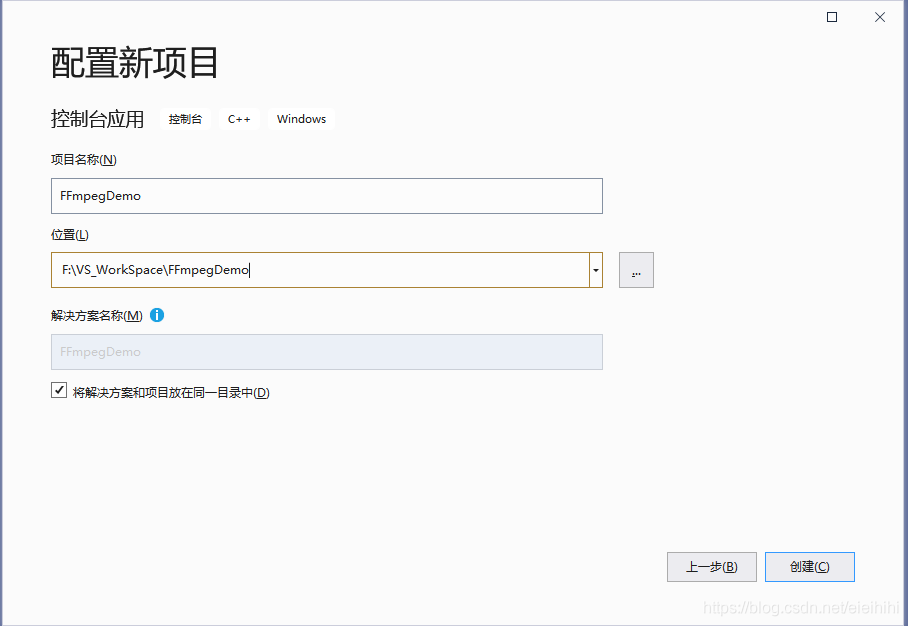 配置新项目
控制台应用 控制台 C++ Windows
项目名称(N)
FFmpegDemo
位置(L)
F:\VS_WorkSpace\FFmpegDemo
...
解决方案名称(M)
FFmpegDemo
将解决方案和项目放在同一目录中(D)
上一步(B) 创建(C)
https://blog.csdn.net/eieihihi